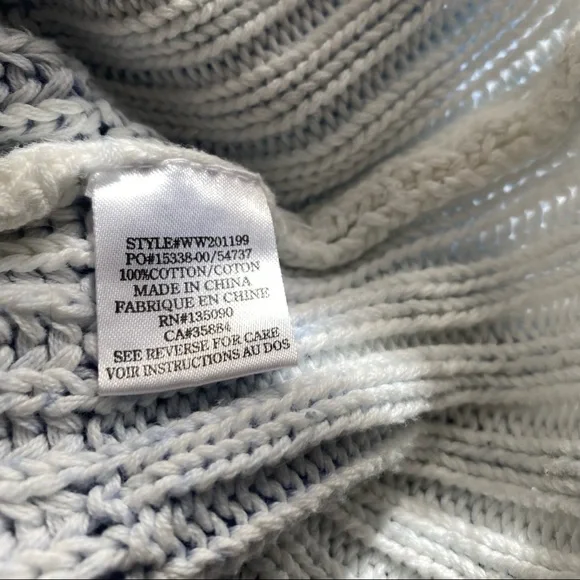 STYLE#WW201199
PO#15338-00/54737
100%COTTON/COTON
MADE IN CHINA
FABRIQUE EN CHINE
RN#135090
CA#35884
SEE REVERSE FOR CARE
VOIR INSTRUCTIONS AU DOS